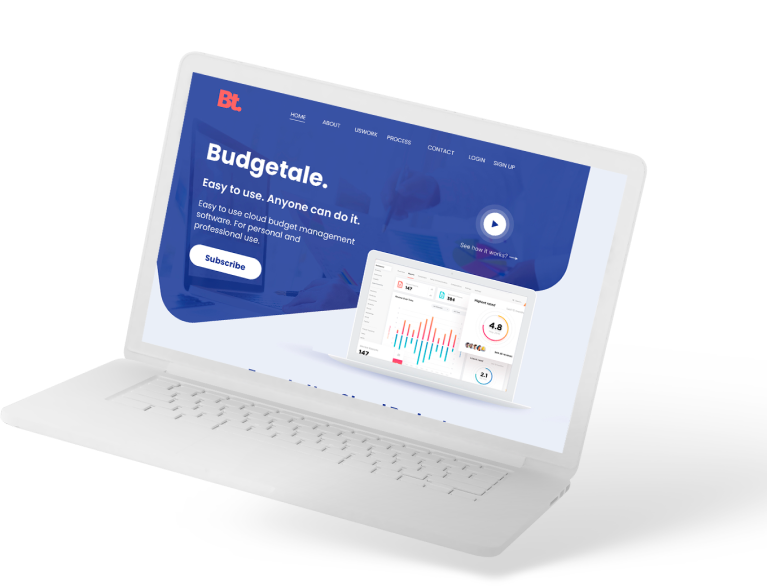 Bt.
HOME ABOUT USWORK PROCESS CONTACT LOGIN SIGN UP
Budgetale.
Easy to use. Anyone can do it.
Easy to use cloud budget management
software. For personal and
professional use.
Subscribe
See how it works?
147
384
Highest rated
4.8
147
2.1